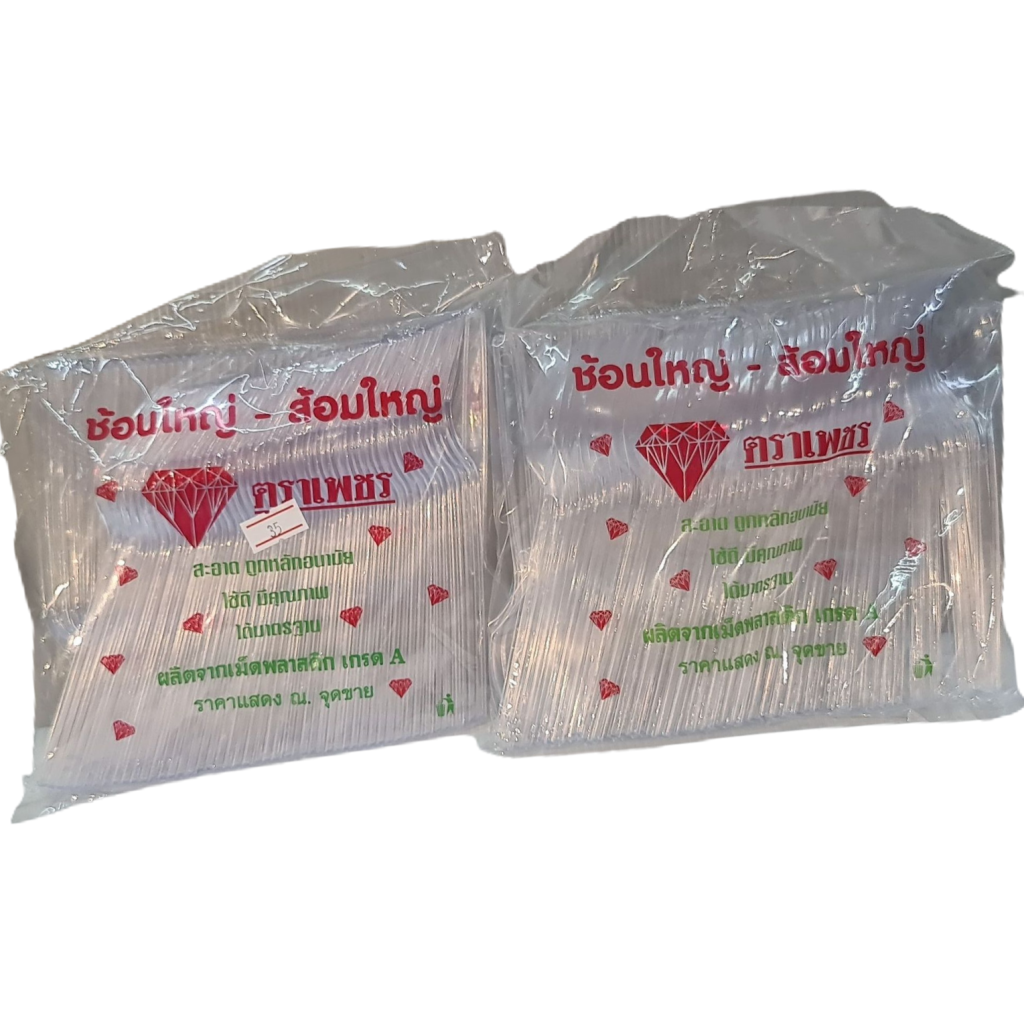 ช้อนใหญ่ - ส้อมใหญ่
ตราเพชร
35
สะอาด ถูกหลักอนามัย
ใช้ดี มีคุณภาพ
ได้มาตรฐาน
ผลิตจากเม็ดพลาสติก เกรด A
ราคาแสดง ณ. จุดขาย
ช้อนใหญ่ - ส้อมใหญ่
ตราเพชร
สะอาด ถูกหลักอนามัย
ใช้ดี มีคุณภาพ
ได้มาตรฐาน
ผลิตจากเม็ดพลาสติก เกรด A
ราคาแสดง ณ. จุดขาย